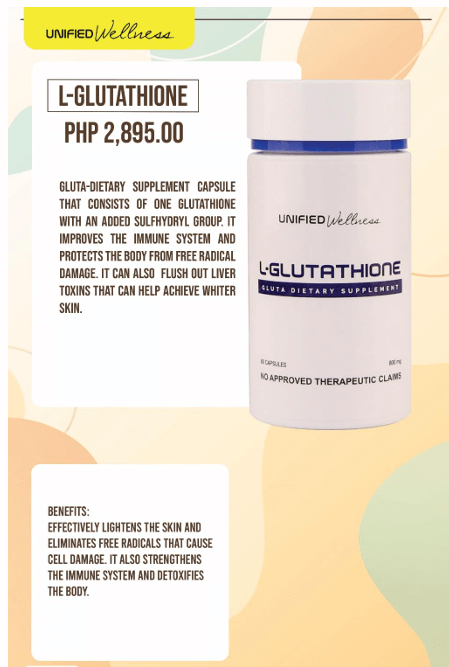 UNIFIED Wellness
L-GLUTATHIONE
PHP 2,895.00
GLUTA-DIETARY SUPPLEMENT CAPSULE
THAT CONSISTS OF ONE GLUTATHIONE
WITH AN ADDED SULFHYDRYL GROUP. IT
IMPROVES THE IMMUNE SYSTEM AND
PROTECTS THE BODY FROM FREE RADICAL
DAMAGE. IT CAN ALSO FLUSH OUT LIVER
TOXINS THAT CAN HELP ACHIEVE WHITER
SKIN.
UNIFIED Wellness
L-GLUTATHIONE
GLUTA DIETARY SUPPLEMENT
CAPSULES
NO APPROVED THERAPEUTIC CLAIMS
BENEFITS:
EFFECTIVELY LIGHTENS THE SKIN AND
ELIMINATES FREE RADICALS THAT CAUSE
CELL DAMAGE. IT ALSO STRENGTHENS
THE IMMUNE SYSTEM AND DETOXIFIES
THE BODY.